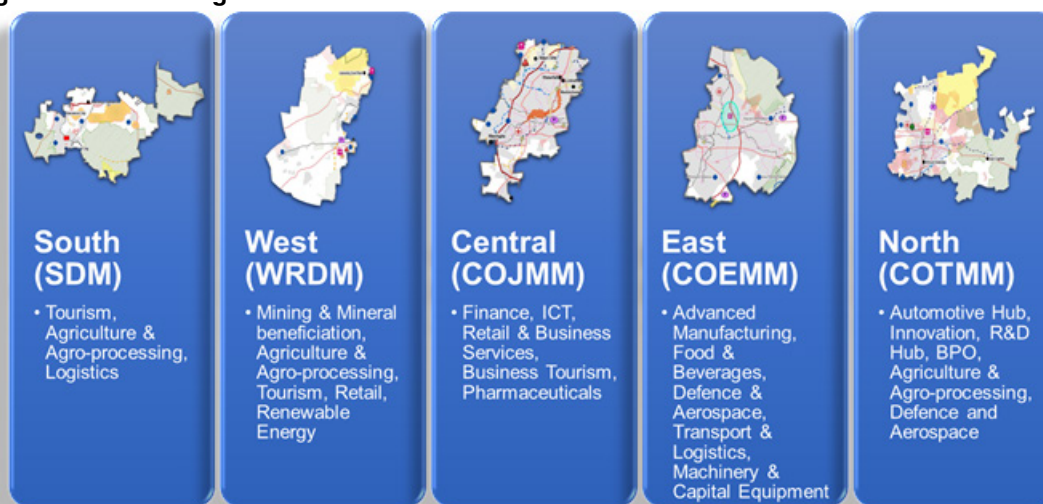 South
(SDM)
• Tourism,
Agriculture &
Agro-processing,
Logistics
West
(WRDM)
• Mining & Mineral
beneficiation,
Agriculture &
Agro-processing,
Tourism, Retail,
Renewable
Energy
Central
(COJMM)
• Finance, ICT,
Retail & Business
Services,
Business Tourism,
Pharmaceuticals
East
(COEMM)
• Advanced
Manufacturing,
Food &
Beverages,
Defence &
Aerospace,
Transport &
Logistics,
Machinery &
Capital Equipment
North
(COTMM)
• Automotive Hub,
Innovation, R&D
Hub, BPO,
Agriculture &
Agro-processing,
Defence and
Aerospace